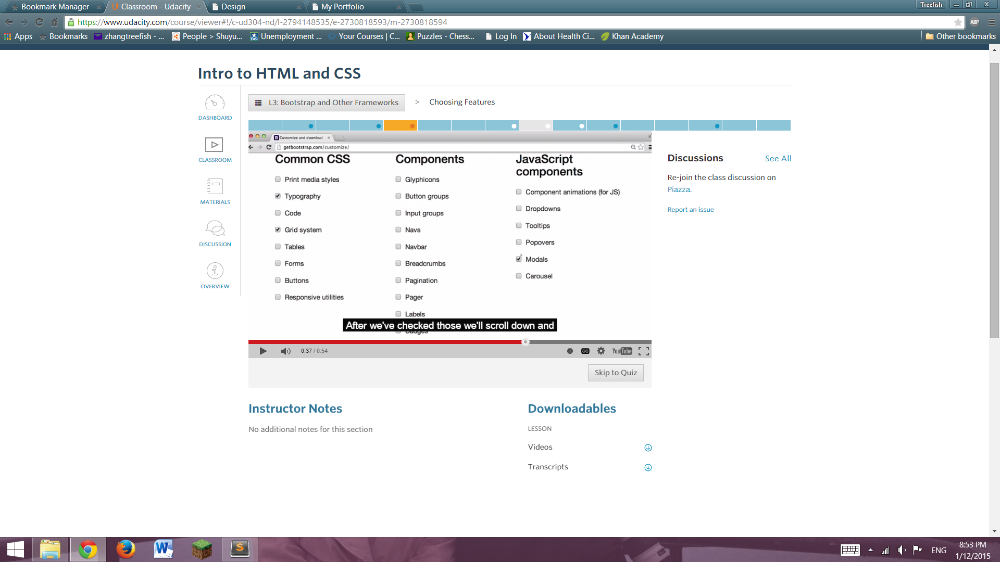 Bookmark Manager
Classroom - Udacity
Design
My Portfolio
Treefish
https://www.udacity.com/course/viewer#!/c-ud304-nd/l-2794148535/e-2730818593/m-2730818594
ABP
Apps
Bookmarks
zhangtreefish - ...
People > Shuyu...
Unemployment ...
Your Courses | C...
Puzzles - Chess...
Log In
About Health Ci...
Khan Academy
Other bookmarks
Intro to HTML and CSS
DASHBOARD
CLASSROOM
MATERIALS
DISCUSSION
OVERVIEW
L3: Bootstrap and Other Frameworks > Choosing Features
Customize and download
getbootstrap.com/customize/
Common CSS
Print media styles
Typography
Code
Grid system
Tables
Forms
Buttons
Responsive utilities
Components
Glyphicons
Button groups
Input groups
Navs
Navbar
Breadcrumbs
Pagination
Pager
Labels
Badges
JavaScript
components
Component animations (for JS)
Dropdowns
Tooltips
Popovers
Modals
Carousel
After we've checked those we'll scroll down and
0:37 / 0:54
CC
YouTube
Skip to Quiz
Discussions
See All
Re-join the class discussion on
Piazza.
Report an issue
Instructor Notes
No additional notes for this section
Downloadables
LESSON
Videos
Transcripts
ENG
8:53 PM
1/12/2015